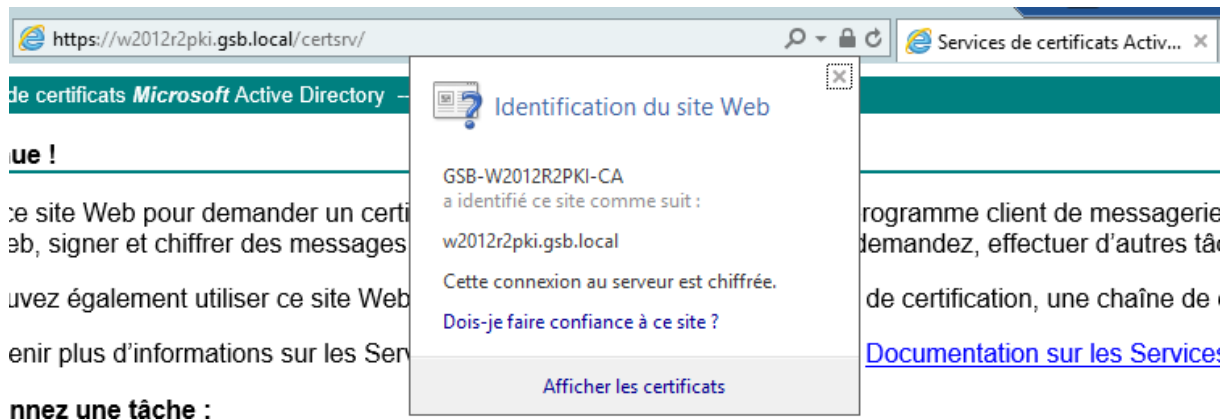 https://w2012r2pki.gsb.local/certsrv/
Services de certificats Activ...
de certificats Microsoft Active Directory –
Identification du site Web
ue !
GSB-W2012R2PKI-CA
a identifié ce site comme suit :
ce site Web pour demander un certi
rogramme client de messagerie
w2012r2pki.gsb.local
eb, signer et chiffrer des messages
demandez, effectuer d'autres tâc
Cette connexion au serveur est chiffrée.
uvez également utiliser ce site Web
de certification, une chaîne de
Dois-je faire confiance à ce site ?
enir plus d'informations sur les Serv
Documentation sur les Services
Afficher les certificats
nnez une tâche :